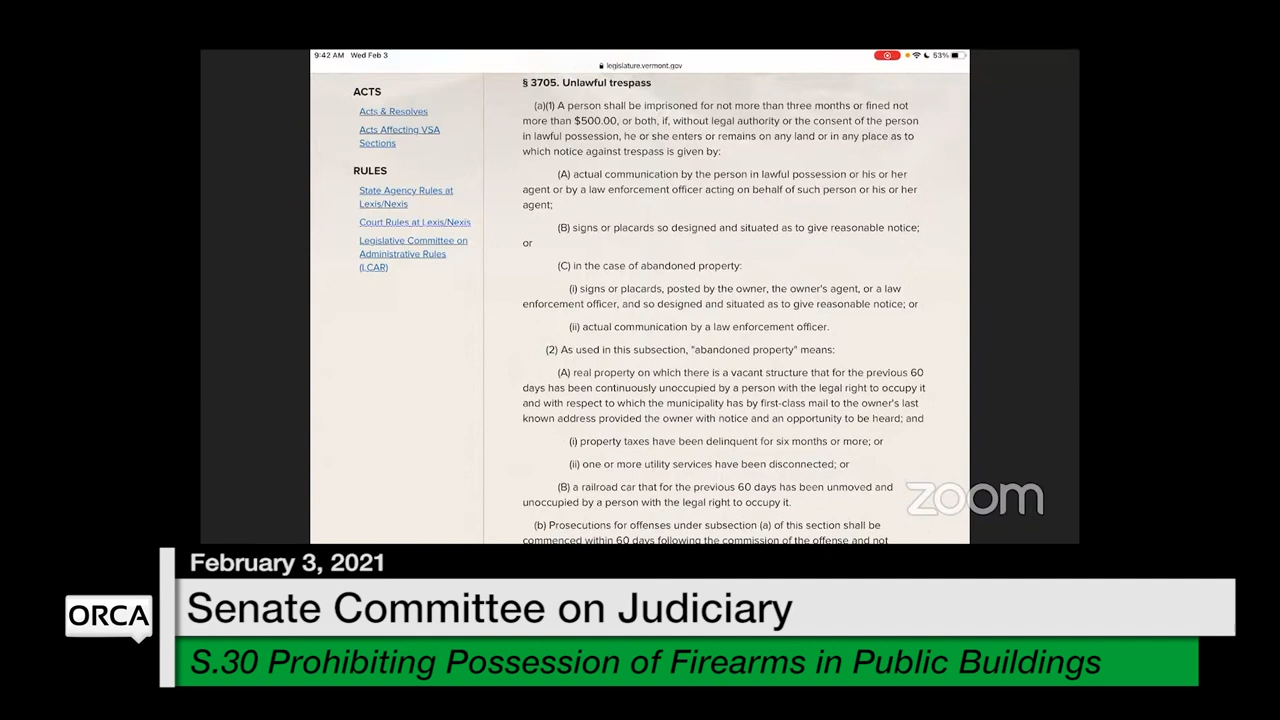 9:42 AM Wed Feb 3
53%
legislature.vermont.gov
ACTS
Acts & Resolves
Acts Affecting VSA
Sections
RULES
State Agency Rules at
Lexis/Nexis
Court Rules at Lexis/Nexis
Legislative Committee on
Administrative Rules
(LCAR)
§ 3705. Unlawful trespass
(a)(1) A person shall be imprisoned for not more than three months or fined not
more than $500.00, or both, if, without legal authority or the consent of the person
in lawful possession, he or she enters or remains on any land or in any place as to
which notice against trespass is given by:
(A) actual communication by the person in lawful possession or his or her
agent or by a law enforcement officer acting on behalf of such person or his or her
agent;
(B) signs or placards so designed and situated as to give reasonable notice;
or
(C) in the case of abandoned property:
(i) signs or placards, posted by the owner, the owner's agent, or a law
enforcement officer, and so designed and situated as to give reasonable notice; or
(ii) actual communication by a law enforcement officer.
(2) As used in this subsection, "abandoned property" means:
(A) real property on which there is a vacant structure that for the previous 60
days has been continuously unoccupied by a person with the legal right to occupy it
and with respect to which the municipality has by first-class mail to the owner's last
known address provided the owner with notice and an opportunity to be heard; and
(i) property taxes have been delinquent for six months or more; or
(ii) one or more utility services have been disconnected; or
(B) a railroad car that for the previous 60 days has been unmoved and
unoccupied by a person with the legal right to occupy it.
(b) Prosecutions for offenses under subsection (a) of this section shall be
commenced within 60 days following the commission of the offense and not
zoom
February 3, 2021
ORCA
Senate Committee on Judiciary
S.30 Prohibiting Possession of Firearms in Public Buildings